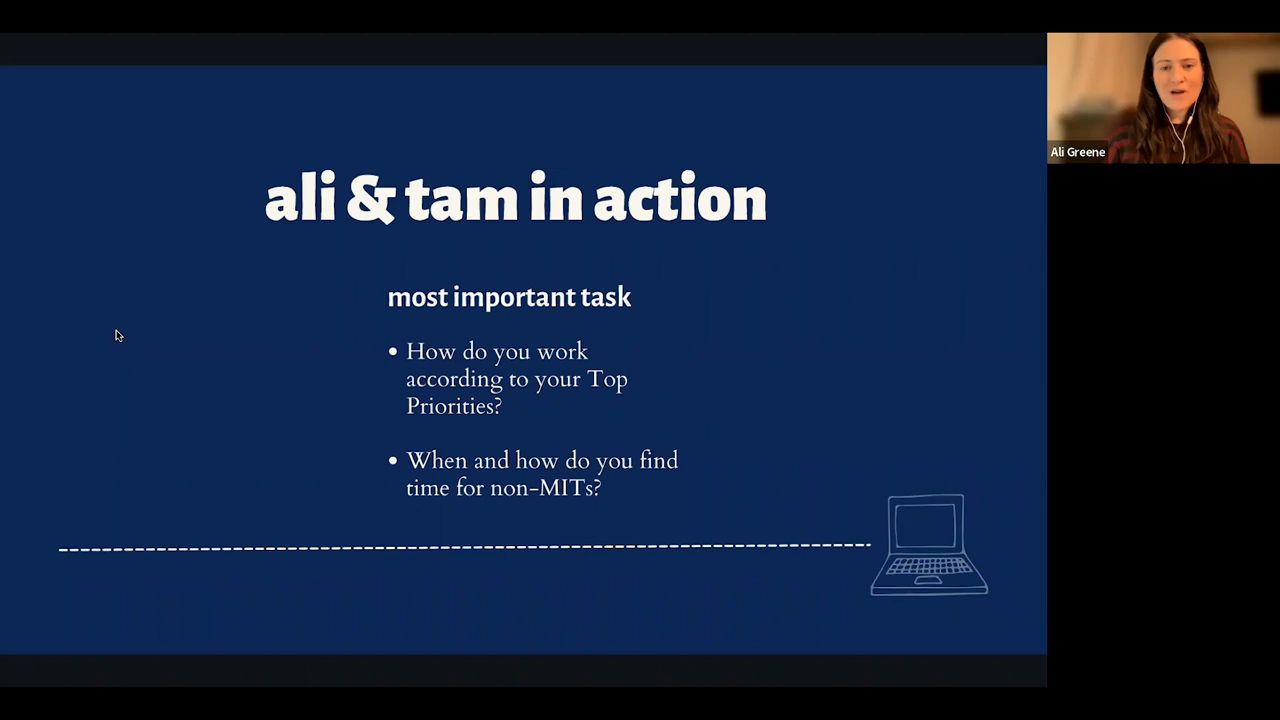 ali & tam in action
most important task
• How do you work
according to your Top
Priorities?
• When and how do you find
time for non-MITs?
Ali Greene